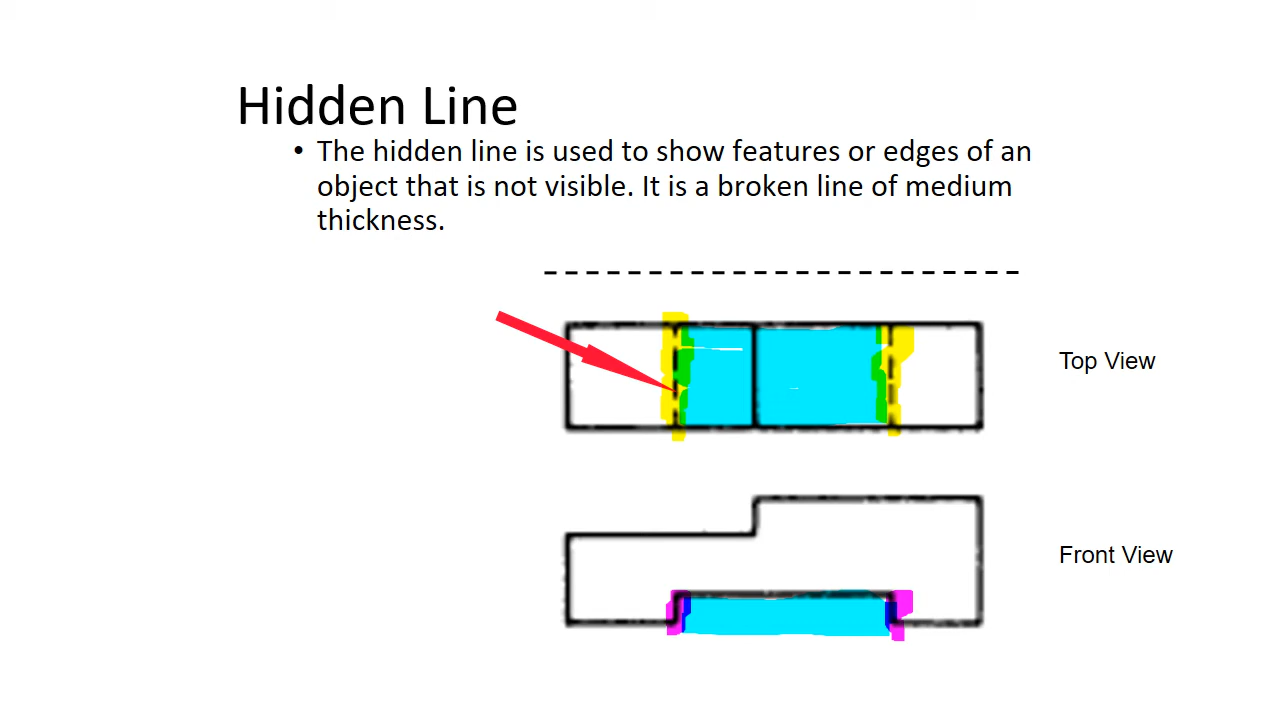 Hidden Line
• The hidden line is used to show features or edges of an
object that is not visible. It is a broken line of medium
thickness.
Top View
Front View